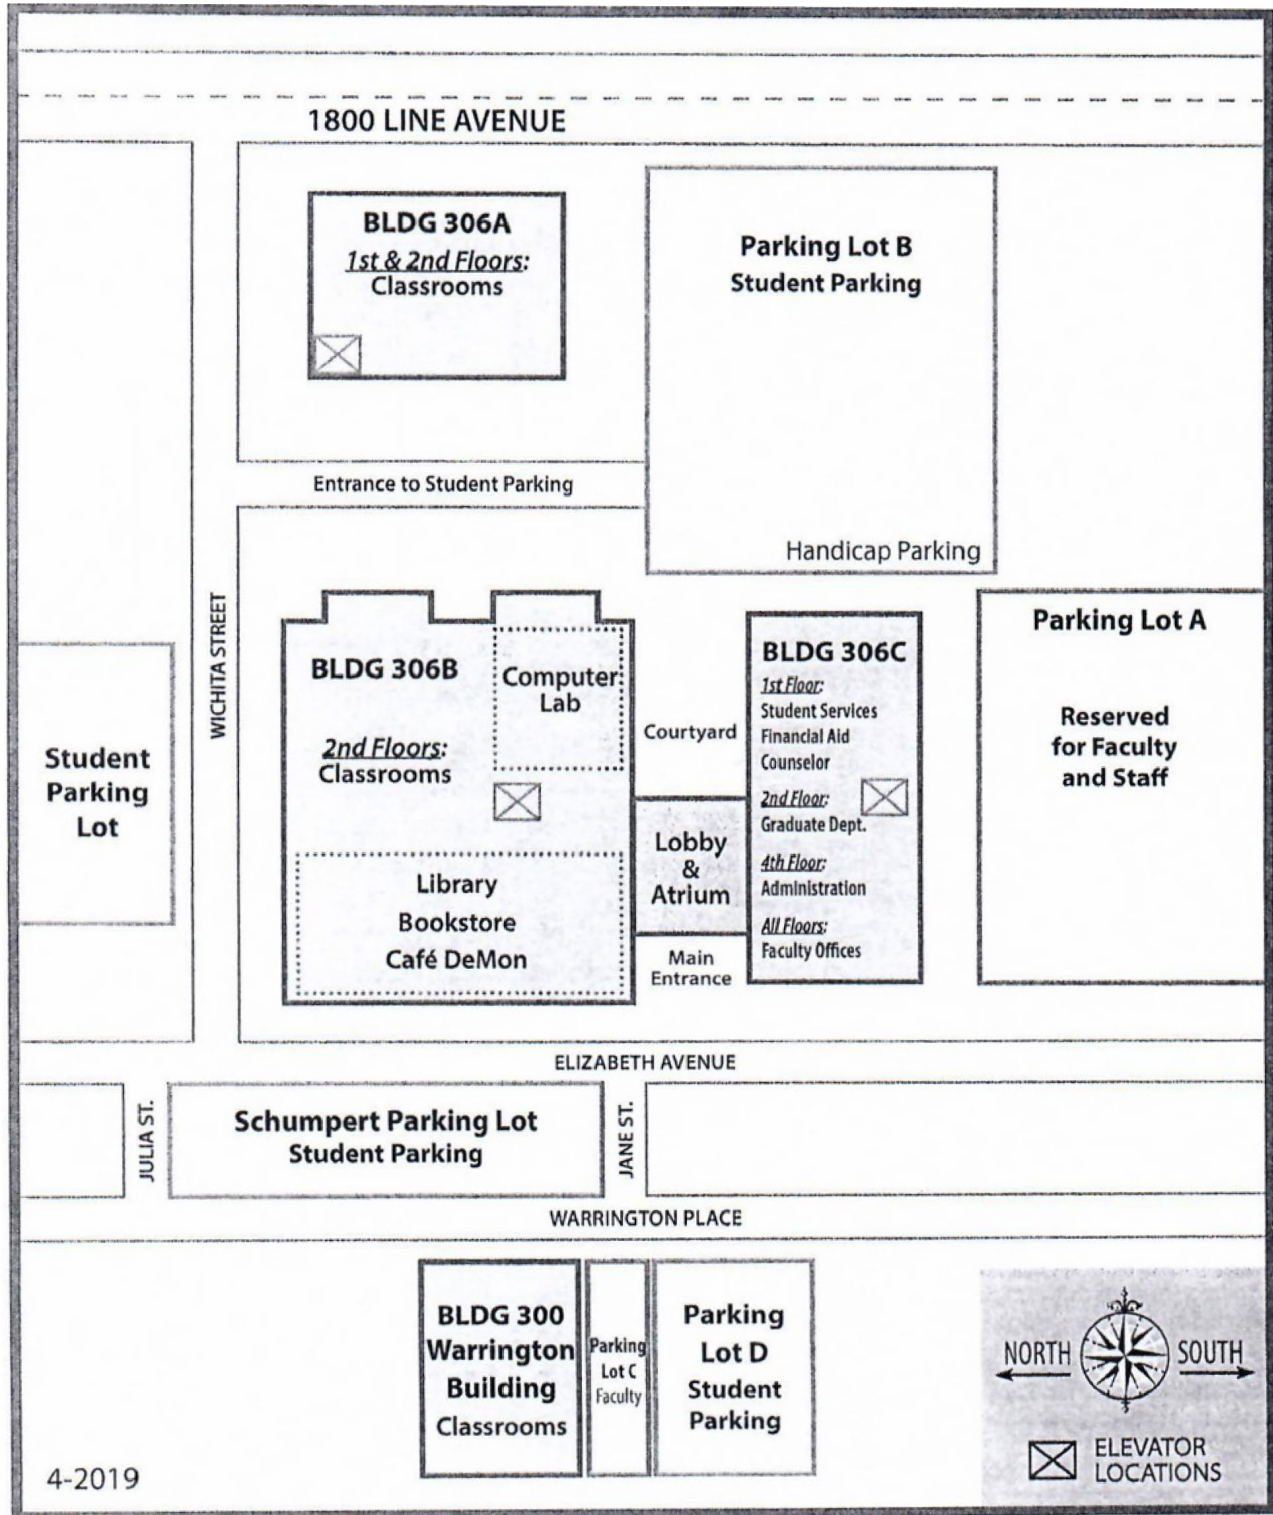 1800 LINE AVENUE
BLDG 306A
1st & 2nd Floors:
Classrooms
Parking Lot B
Student Parking
Entrance to Student Parking
Handicap Parking
WICHITA STREET
BLDG 306B
2nd Floors:
Classrooms
Computer
Lab
Library
Bookstore
Café DeMon
Courtyard
Lobby
&
Atrium
Main
Entrance
BLDG 306C
1st Floor:
Student Services
Financial Aid
Counselor
2nd Floor:
Graduate Dept.
4th Floor:
Administration
All Floors:
Faculty Offices
Parking Lot A
Reserved
for Faculty
and Staff
Student
Parking
Lot
ELIZABETH AVENUE
JULIA ST.
Schumpert Parking Lot
Student Parking
JANE ST.
WARRINGTON PLACE
BLDG 300
Warrington
Building
Classrooms
Parking
Lot C
Faculty
Parking
Lot D
Student
Parking
NORTH
SOUTH
ELEVATOR
LOCATIONS
4-2019